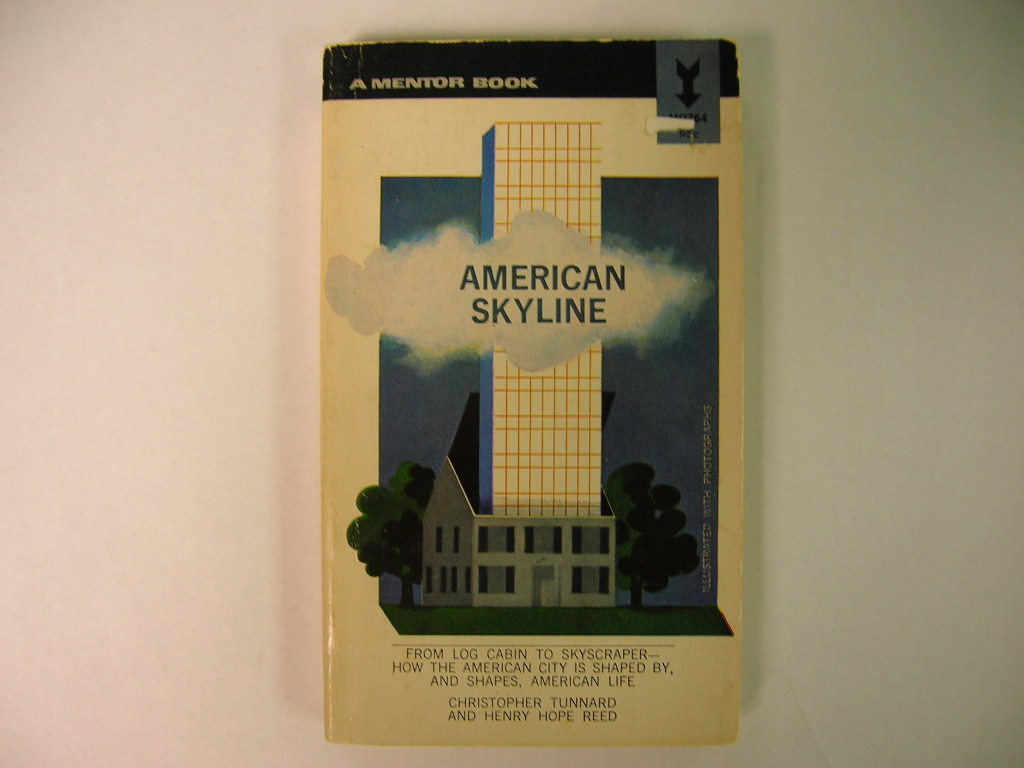 A MENTOR BOOK
AMERICAN
SKYLINE
ILLUSTRATED WITH PHOTOGRAPHS
FROM LOG CABIN TO SKYSCRAPER—
HOW THE AMERICAN CITY IS SHAPED BY,
AND SHAPES, AMERICAN LIFE
CHRISTOPHER TUNNARD
AND HENRY HOPE REED